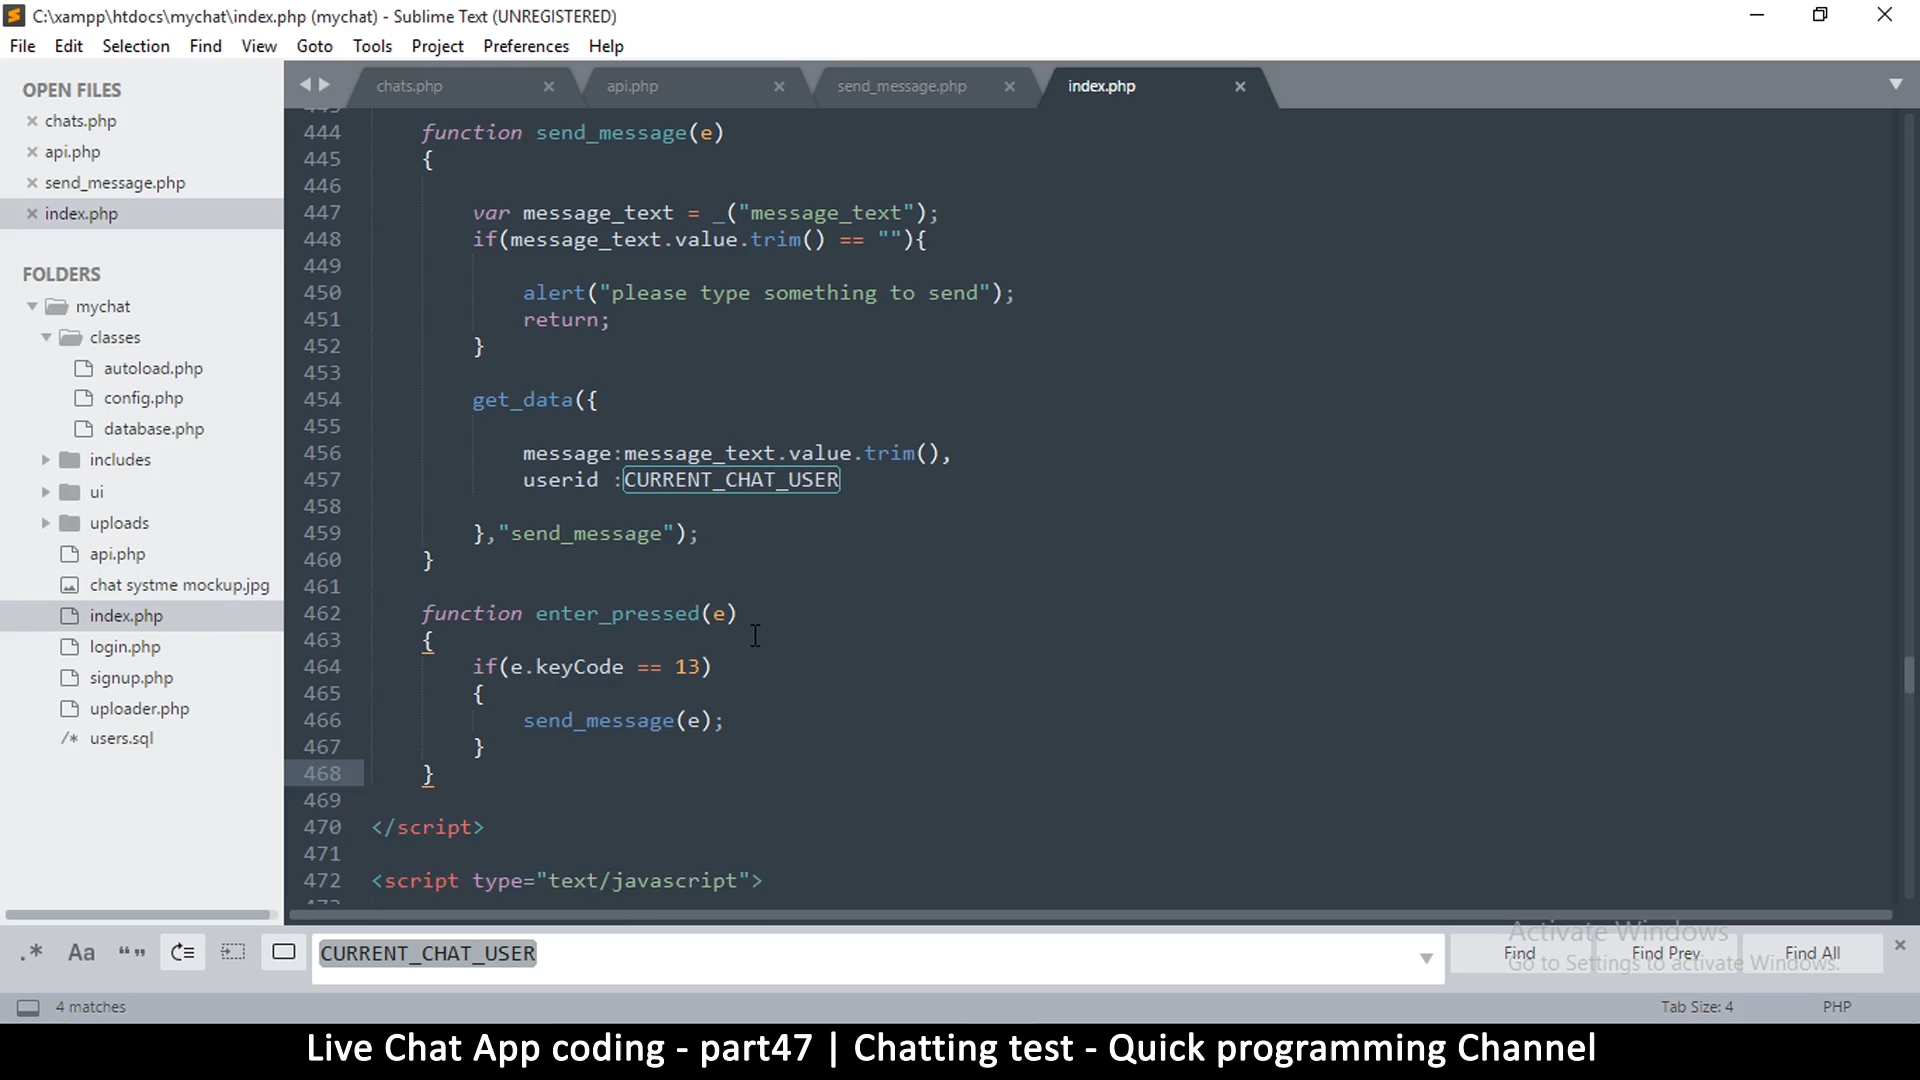 C:\xampp\htdocs\mychat\index.php (mychat) - Sublime Text (UNREGISTERED)
File Edit Selection Find View Goto Tools Project Preferences Help
OPEN FILES
chats.php
api.php
send_message.php
index.php
FOLDERS
mychat
classes
autoload.php
config.php
database.php
includes
ui
uploads
api.php
chat systme mockup.jpg
index.php
login.php
signup.php
uploader.php
/* users.sql
chats.php api.php send_message.php index.php
444 function send_message(e)
445 {
446
447 var message_text = _("message_text");
448 if(message_text.value.trim() == ""){
449
450 alert("please type something to send");
451 return;
452 }
453
454 get_data({
455
456 message:message_text.value.trim(),
457 userid :CURRENT_CHAT_USER
458
459 },"send_message");
460 }
461
462 function enter_pressed(e)
463 {
464 if(e.keyCode == 13)
465 {
466 send_message(e);
467 }
468 }
469
470 </script>
471
472 <script type="text/javascript">
.* Aa “” CURRENT_CHAT_USER Find Find Prev Find All
Activate Windows
Go to Settings to activate Windows.
4 matches Tab Size: 4 PHP
Live Chat App coding - part47 | Chatting test - Quick programming Channel